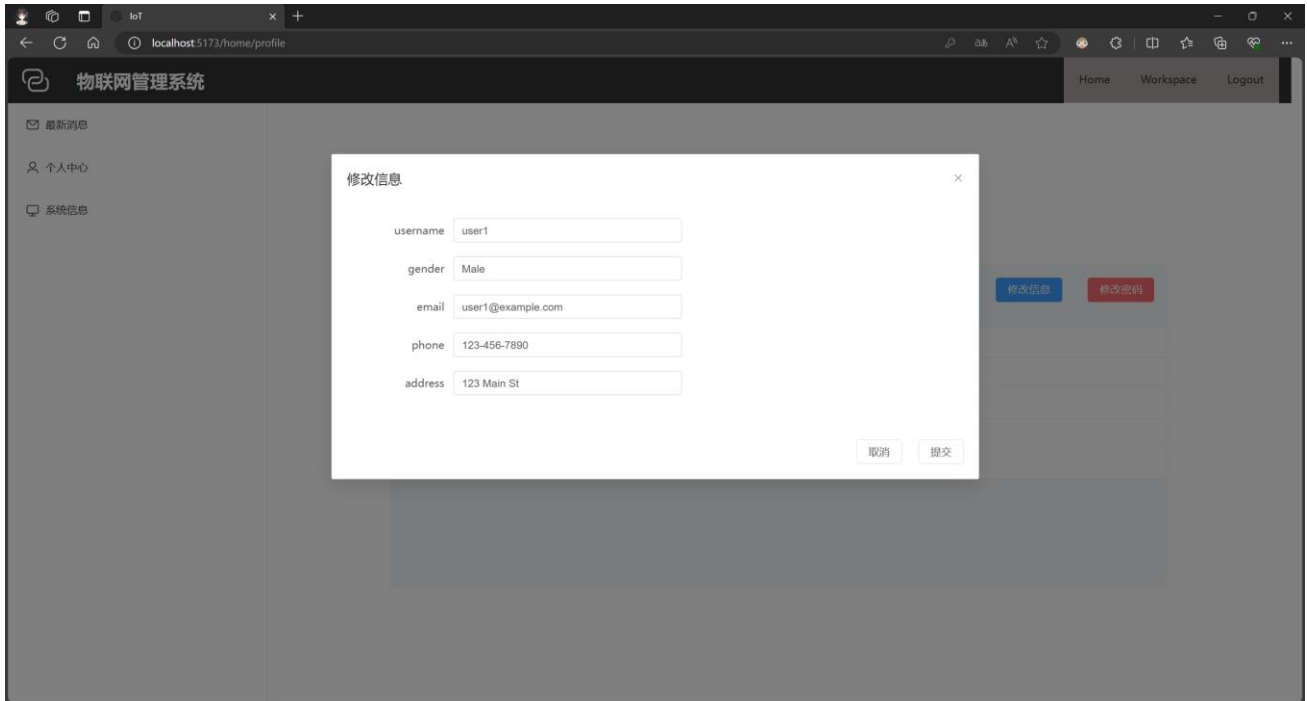 IoT
localhost:5173/home/profile
物联网管理系统
Home Workspace Logout
最新消息
个人中心
系统信息
修改信息
username user1
gender Male
email user1@example.com
phone 123-456-7890
address 123 Main St
修改信息 修改密码
取消 提交